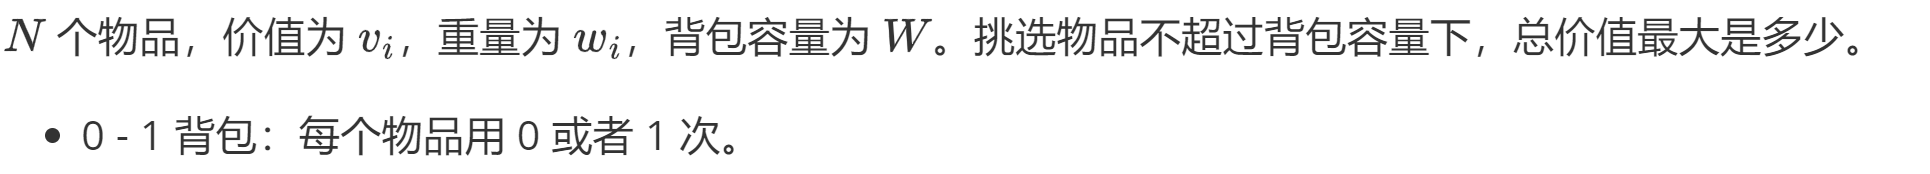 N 个物品，价值为 v_i，重量为 w_i，背包容量为 W。挑选物品不超过背包容量下，总价值最大是多少。
• 0 - 1 背包：每个物品用 0 或者 1 次。